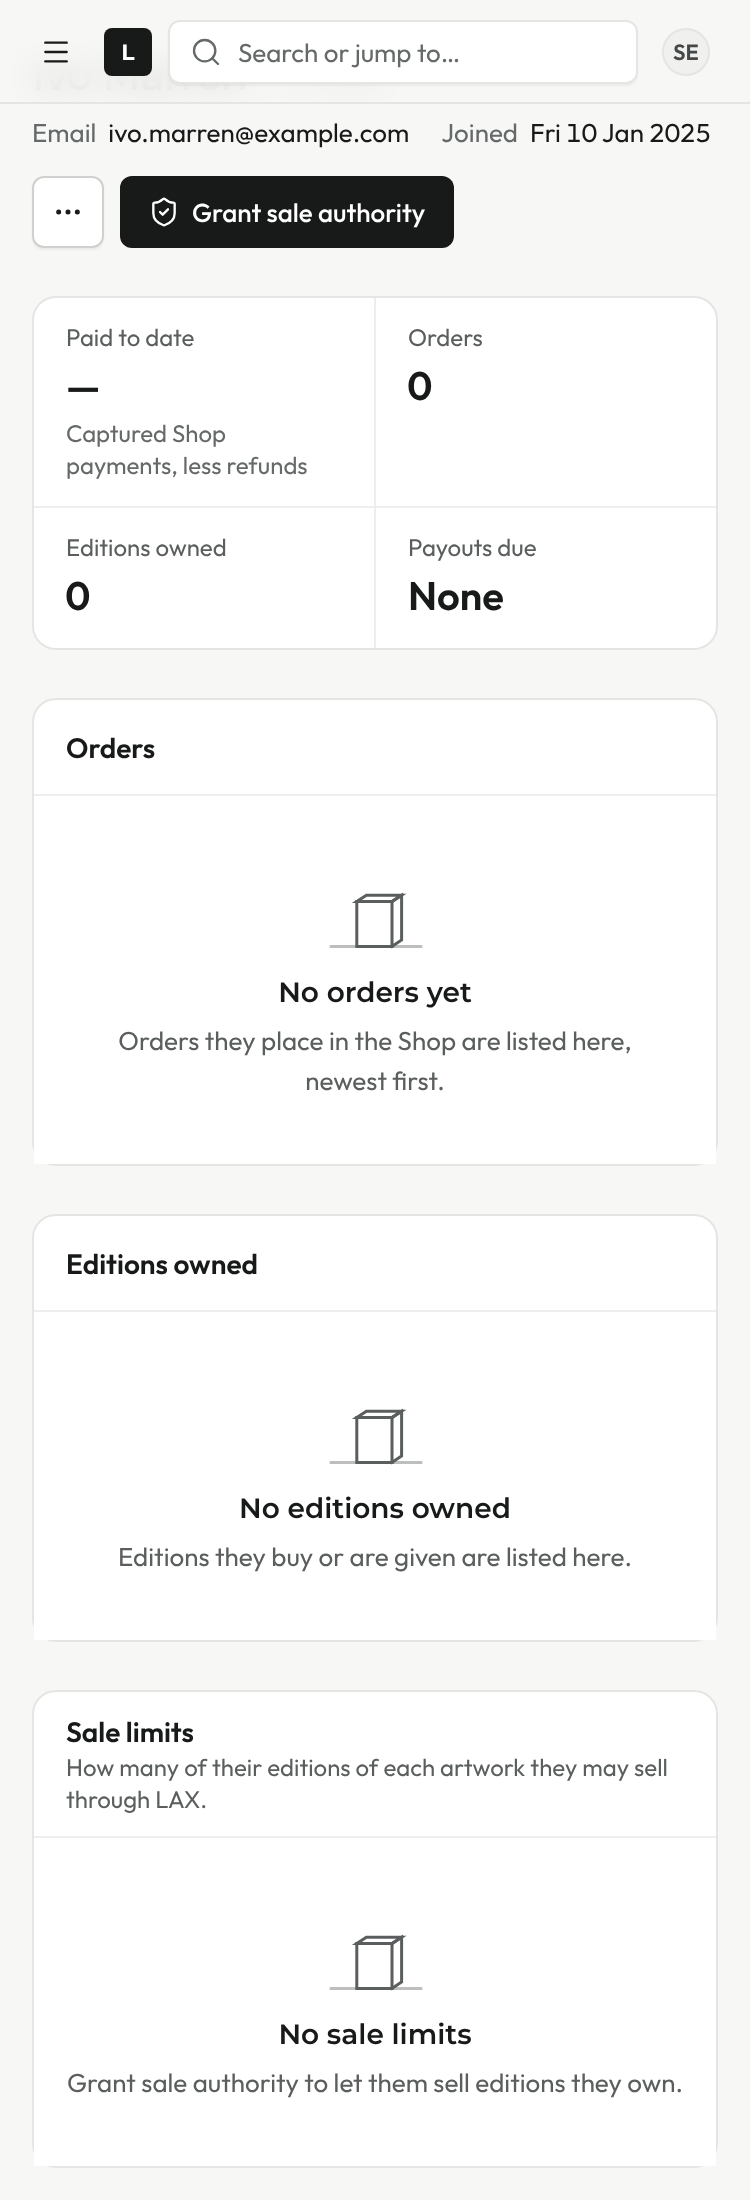 L
Search or jump to...
SE
Email ivo.marren@example.com Joined Fri 10 Jan 2025
Grant sale authority
Paid to date
—
Captured Shop
payments, less refunds
Orders
0
Editions owned
0
Payouts due
None
Orders
No orders yet
Orders they place in the Shop are listed here,
newest first.
Editions owned
No editions owned
Editions they buy or are given are listed here.
Sale limits
How many of their editions of each artwork they may sell
through LAX.
No sale limits
Grant sale authority to let them sell editions they own.